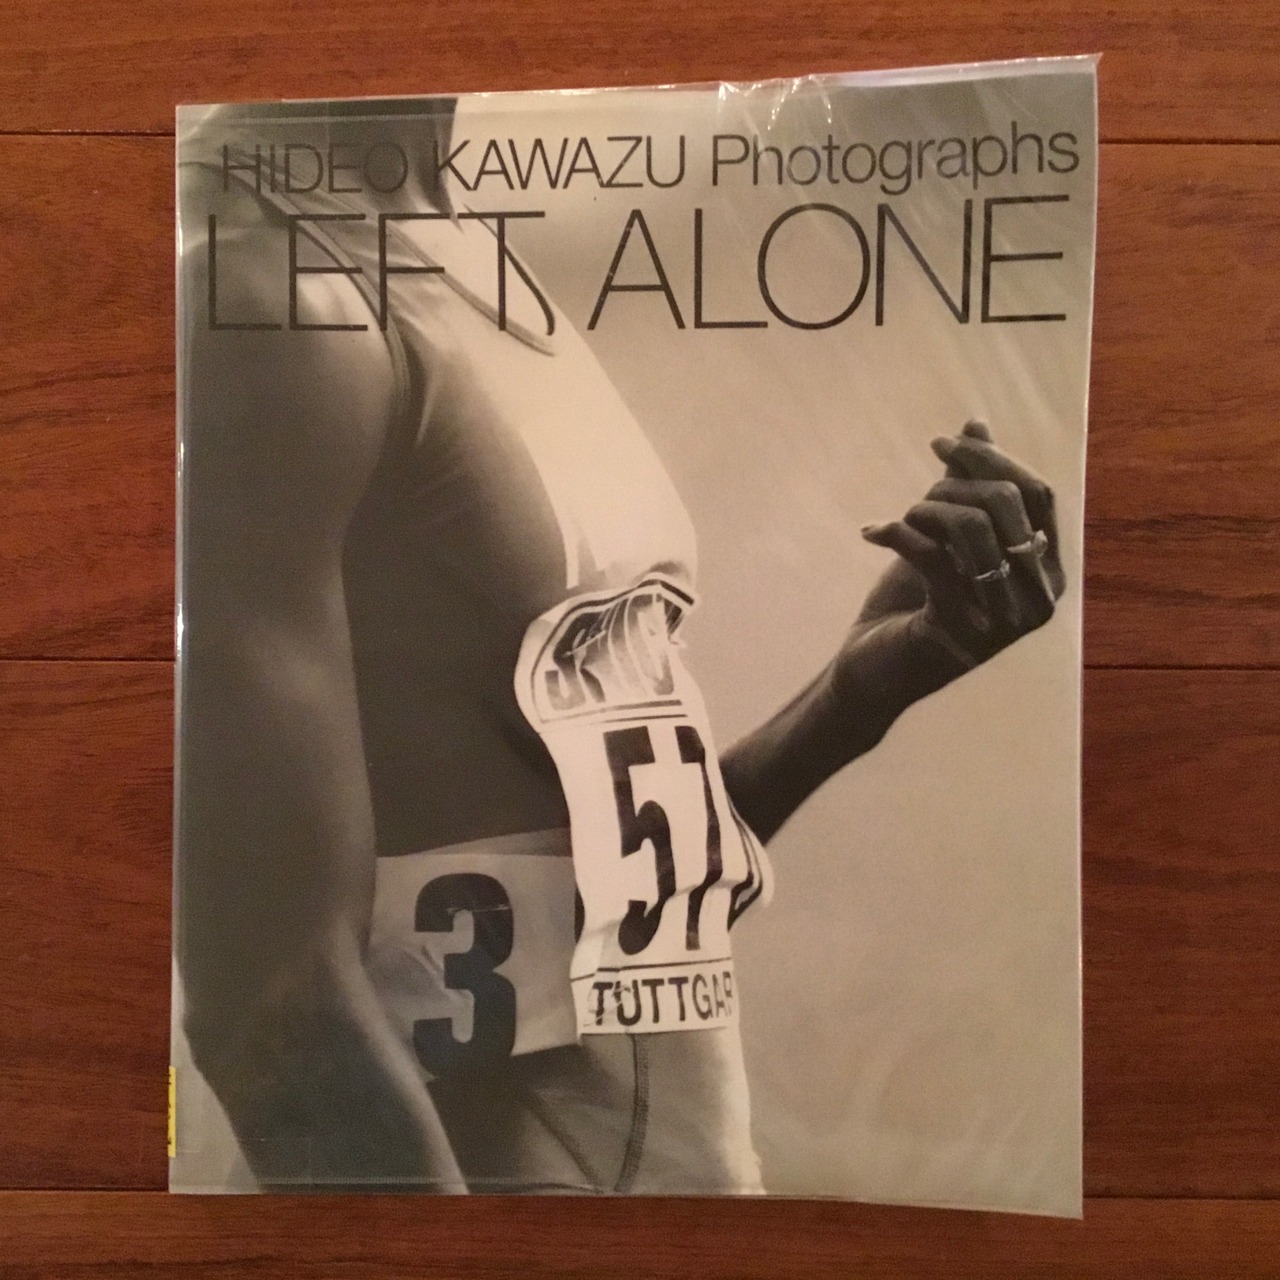 HIDEO KAWAZU Photographs
LEFT ALONE
57
3
TUTTGAR